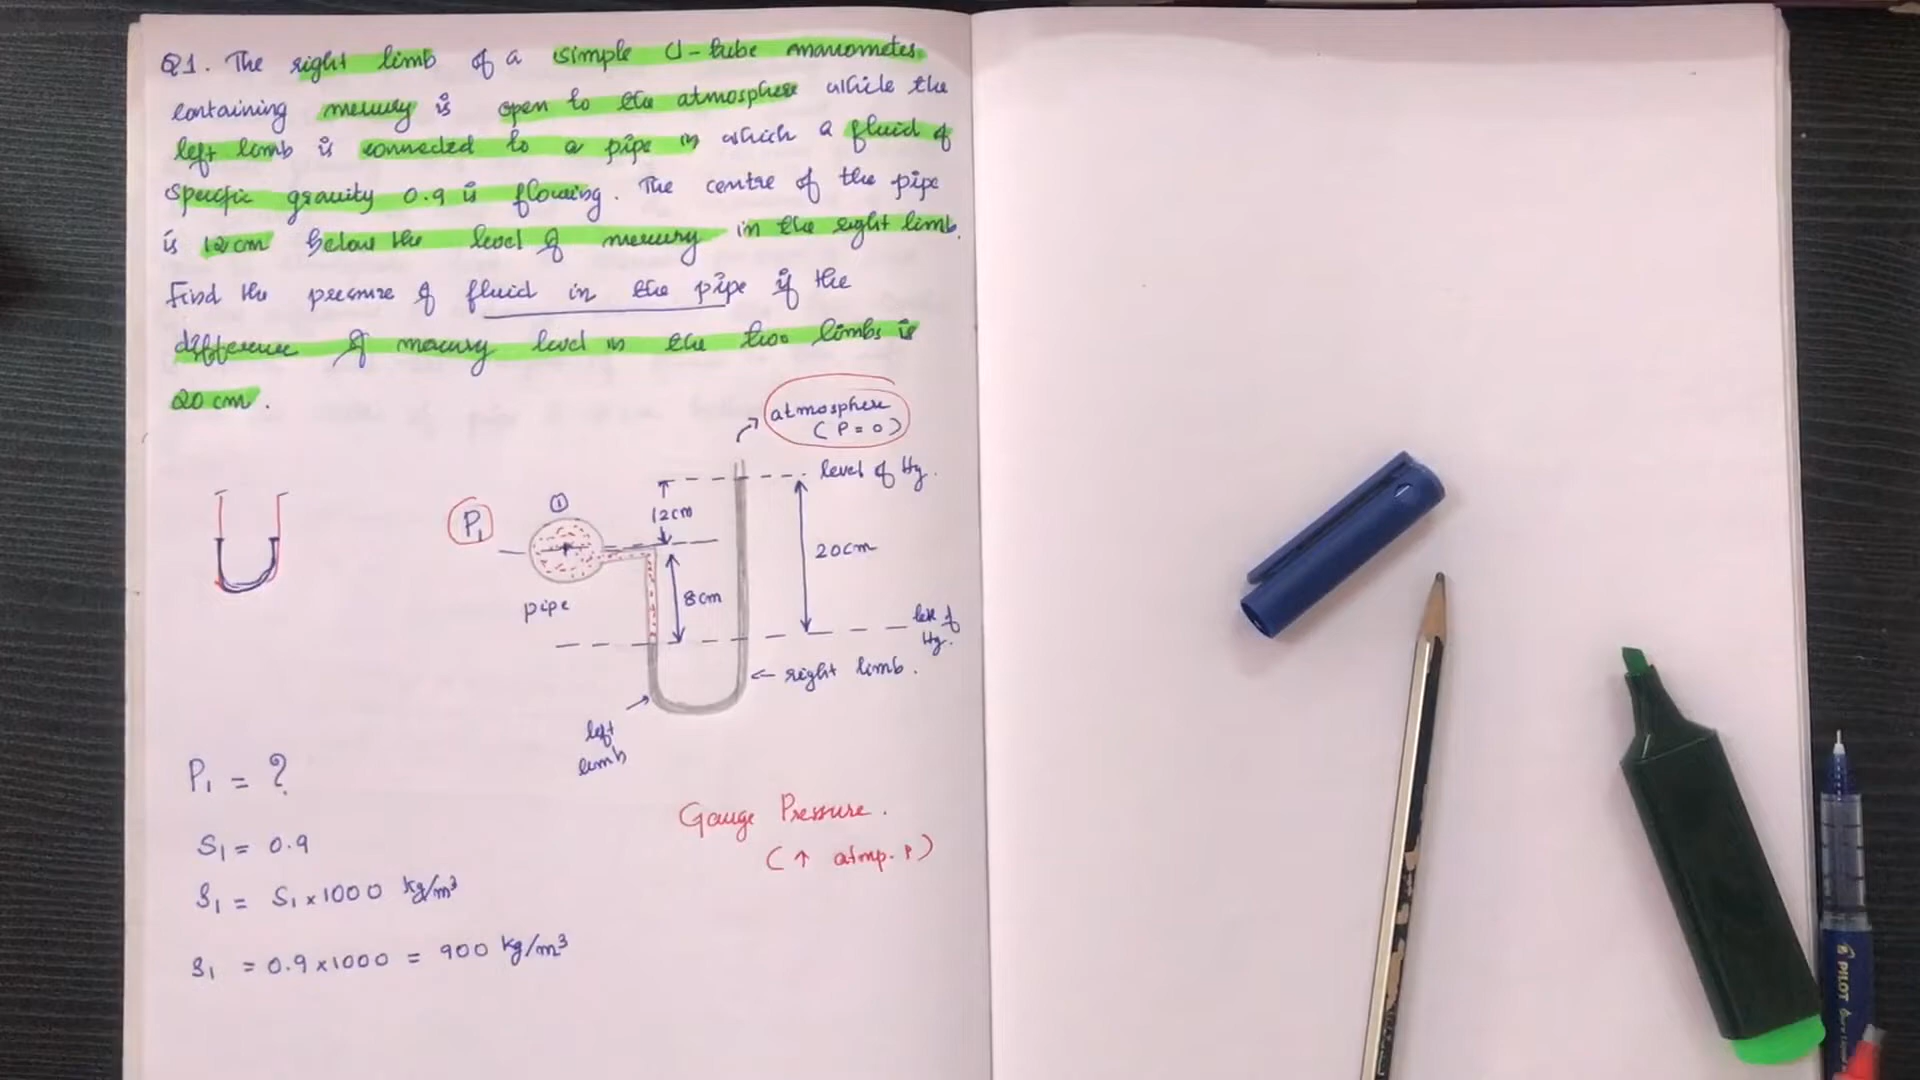 Q1. The right limb of a simple U-tube manometer
containing mercury is open to the atmosphere while the
left limb is connected to a pipe in which a fluid of
specific gravity 0.9 is flowing. The centre of the pipe
is 12cm below the level of mercury in the right limb.
Find the pressure of fluid in the pipe if the
difference of mercury level in the two limbs is
20 cm.
atmosphere
(P=0)
level of Hg.
P1
①
12cm
20cm
8cm
pipe
of
Hg.
← right limb.
left
limb
P1 = ?
Gauge Pressure.
(↑ atmp. P)
S1 = 0.9
S1 = S1 x 1000 kg/m³
S1 = 0.9 x 1000 = 900 kg/m³
PILOT